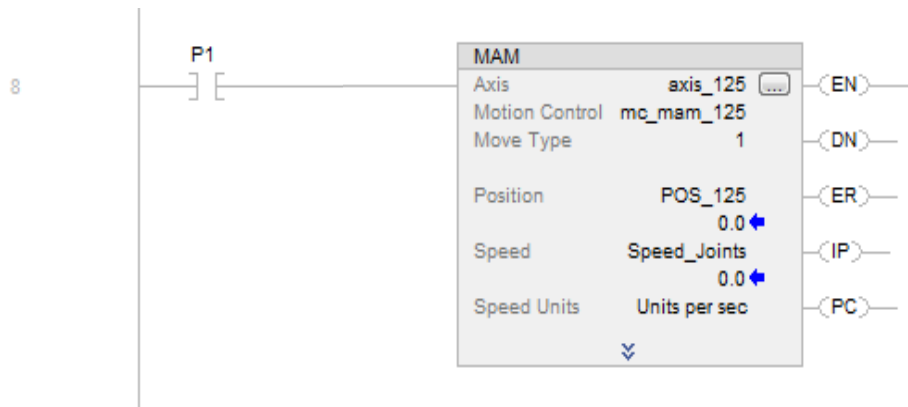 P1
8
MAM
Axis axis_125 ... EN
Motion Control mc_mam_125
Move Type 1 DN
Position POS_125 ER
0.0
Speed Speed_Joints IP
0.0
Speed Units Units per sec PC